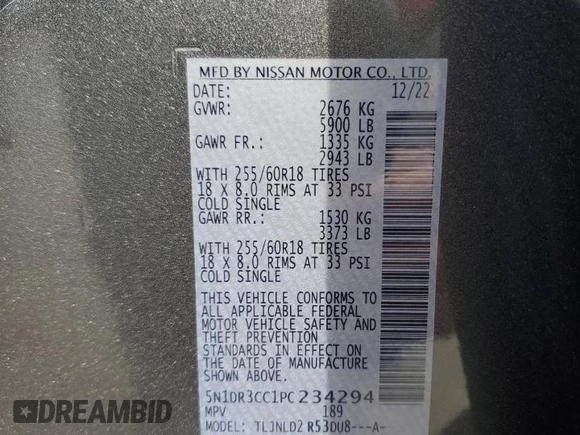 MFD BY NISSAN MOTOR CO., LTD.
DATE: 12/22
GVWR: 2676 KG
5900 LB
GAWR FR.: 1335 KG
2943 LB
WITH 255/60R18 TIRES
18 X 8.0 RIMS AT 33 PSI
COLD SINGLE
GAWR RR.: 1530 KG
3373 LB
WITH 255/60R18 TIRES
18 X 8.0 RIMS AT 33 PSI
COLD SINGLE
THIS VEHICLE CONFORMS TO
ALL APPLICABLE FEDERAL
MOTOR VEHICLE SAFETY AND
THEFT PREVENTION
STANDARDS IN EFFECT ON
THE DATE OF MANUFACTURE
SHOWN ABOVE.
5N1DR3CC1PC234294
MPV 189
MODEL: TLJNLD2 R53DU8---A-
AUTOBIDMASTER